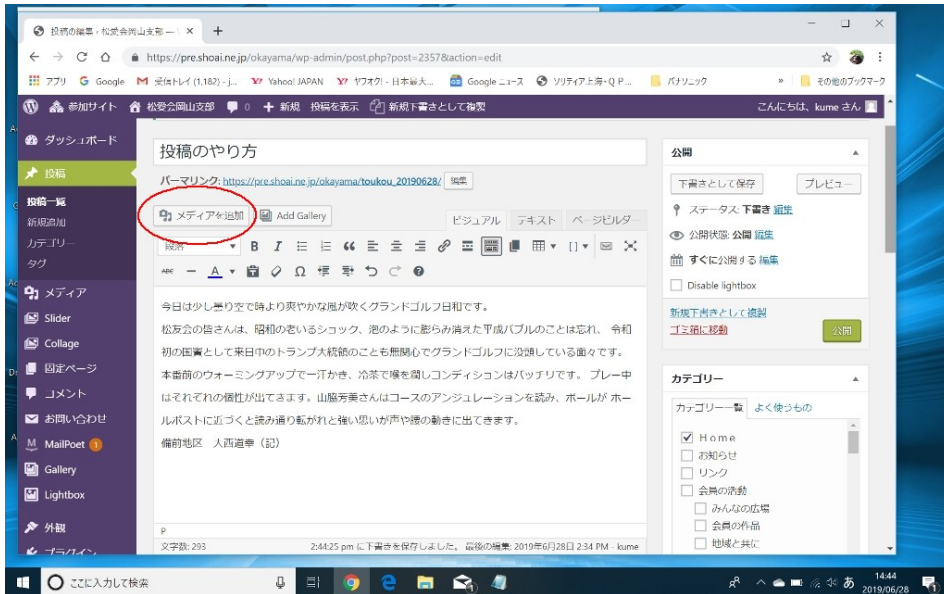 投稿の編集 ‹ 松愛会岡山支部 — \
https://pre.shoai.ne.jp/okayama/wp-admin/post.php?post=2357&action=edit
アプリ Google 受信トレイ (1,182) - j... Yahoo! JAPAN ヤフオク! - 日本最大... Google ニュース ソリティア上海 - Q P... パナソニック » その他のブックマーク
参加サイト 松愛会岡山支部 0 + 新規 投稿を表示 新規下書きとして複製 こんにちは、kume さん
ダッシュボード
投稿
投稿一覧
新規追加
カテゴリー
タグ
メディア
Slider
Collage
固定ページ
コメント
お問い合わせ
MailPoet 1
Gallery
Lightbox
外観
プラグイン
投稿のやり方
パーマリンク: https://pre.shoai.ne.jp/okayama/toukou_20190628/ 編集
メディアを追加 Add Gallery
ビジュアル テキスト ページビルダー
段落
今日は少し曇り空で時より爽やかな風が吹くグランドゴルフ日和です。
松友会の皆さんは、昭和の老いるショック、泡のように膨らみ消えた平成バブルのことは忘れ、 令和
初の国賓として来日中のトランプ大統領のことも無関心でグランドゴルフに没頭している面々です。
本番前のウォーミングアップで一汗かき、冷茶で喉を潤しコンディションはバッチリです。 プレー中
はそれぞれの個性が出てきます。山脇芳美さんはコースのアンジュレーションを読み、ボールが ホー
ルポストに近づくと読み通り転がれと強い思いが声や腰の動きに出てきます。
備前地区 人西道幸（記）
P
文字数: 293 2:44:25 pm に下書きを保存しました。 最後の編集: 2019年6月28日 2:34 PM - kume
公開
下書きとして保存 プレビュー
ステータス: 下書き 編集
公開状態: 公開 編集
すぐに公開する 編集
Disable lightbox
新規下書きとして複製
ゴミ箱に移動 公開
カテゴリー
カテゴリー一覧 よく使うもの
Home
お知らせ
リンク
会員の活動
みんなの広場
会員の作品
地域と共に
ここに入力して検索
あ 14:44
2019/06/28